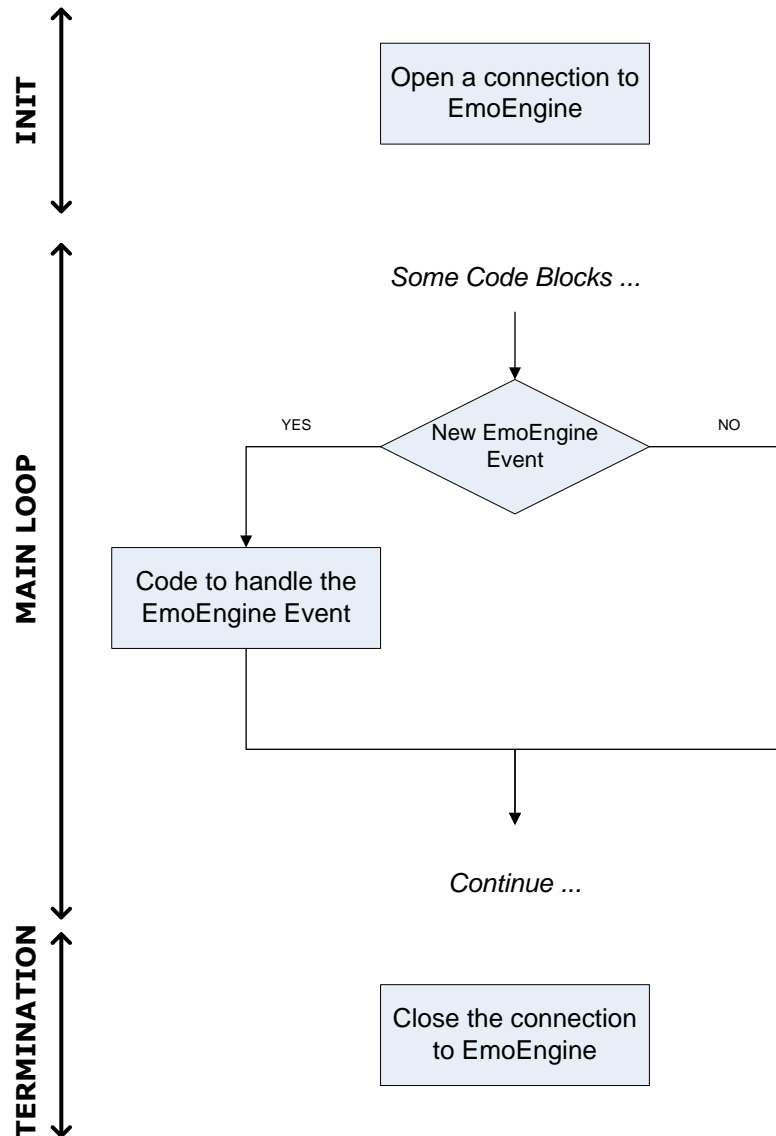 INIT
Open a connection to
EmoEngine
MAIN LOOP
Some Code Blocks ...
New EmoEngine
Event
YES
NO
Code to handle the
EmoEngine Event
Continue ...
TERMINATION
Close the connection
to EmoEngine